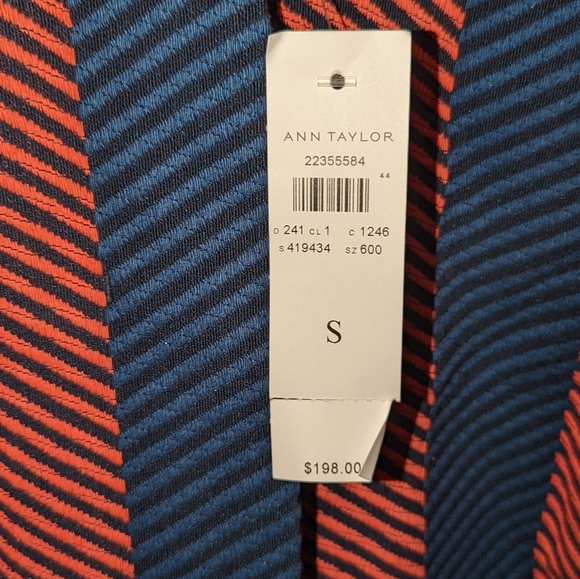 ANN TAYLOR
22355584
44
D 241 CL 1 C 1246
S 419434 SZ 600
S
$198.00